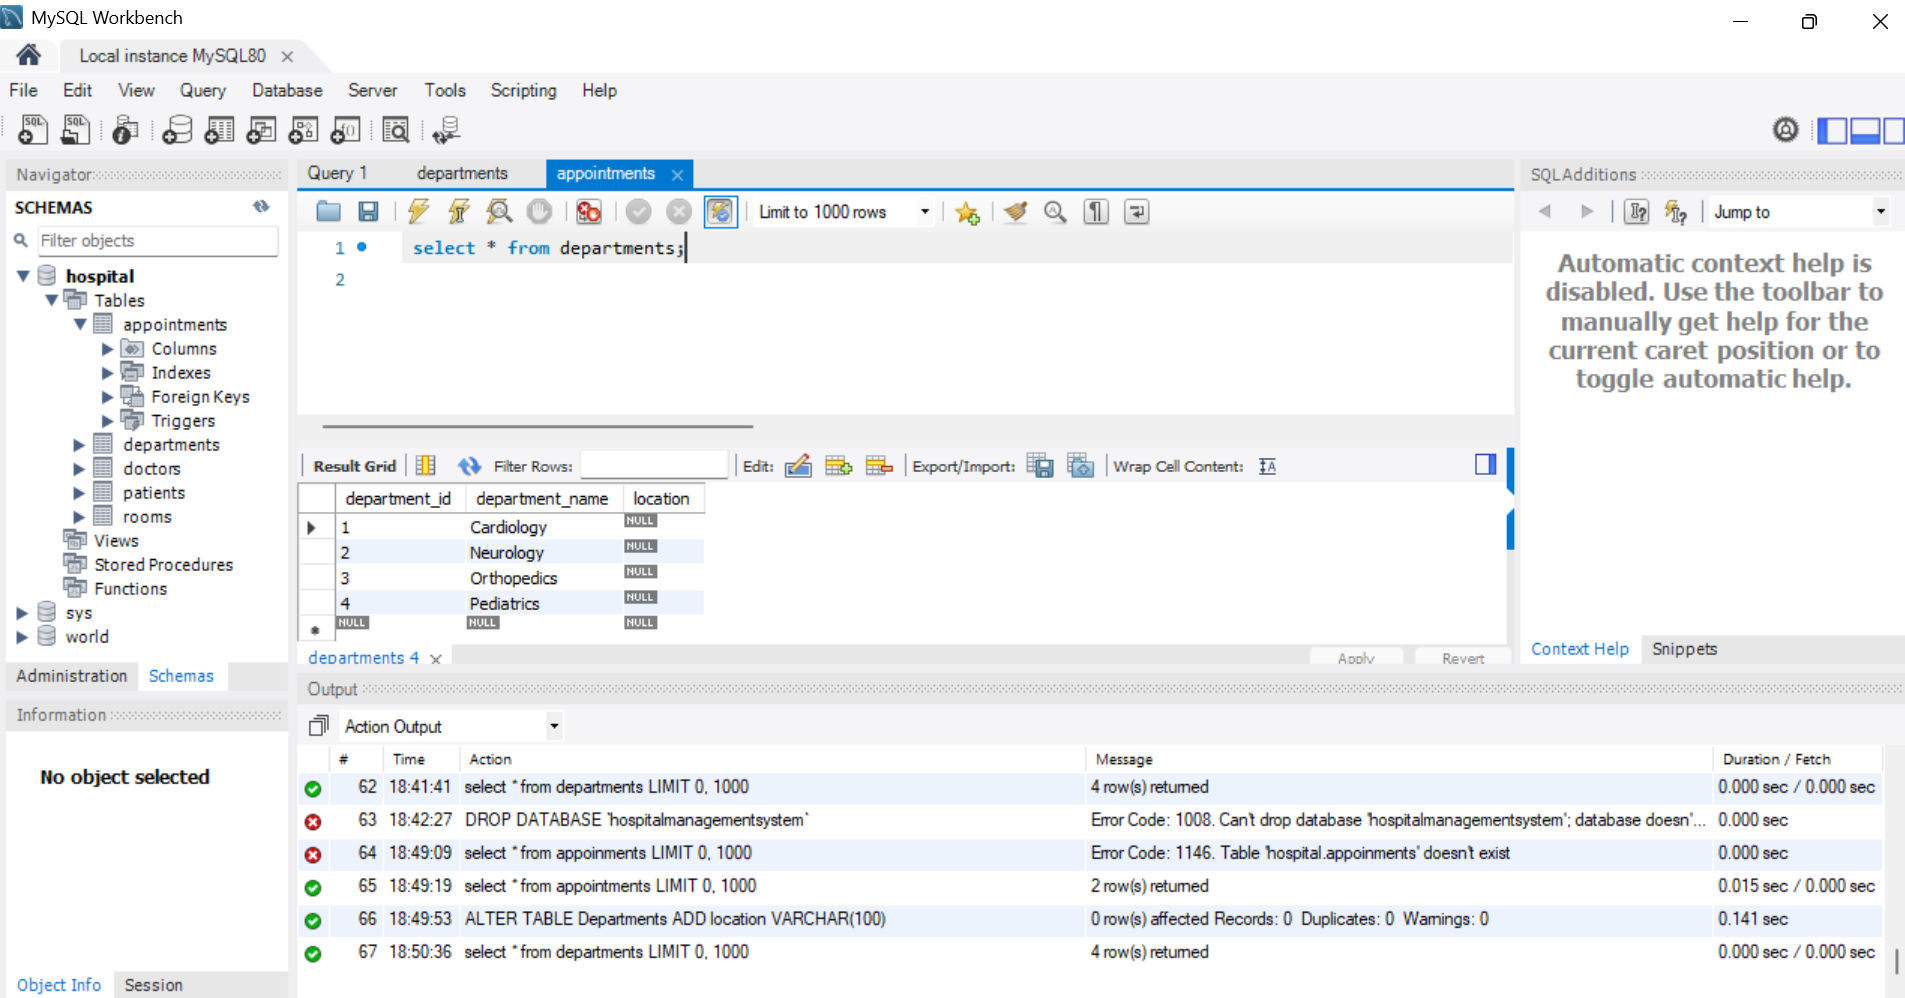 MySQL Workbench
Local instance MySQL80
File Edit View Query Database Server Tools Scripting Help
Navigator
SCHEMAS
Filter objects
hospital
Tables
appointments
Columns
Indexes
Foreign Keys
Triggers
departments
doctors
patients
rooms
Views
Stored Procedures
Functions
sys
world
Administration Schemas
Information
No object selected
Object Info Session
Query 1 departments appointments
Limit to 1000 rows
1 select * from departments;
2
Result Grid Filter Rows: Edit: Export/Import: Wrap Cell Content:
department_id department_name location
1 Cardiology NULL
2 Neurology NULL
3 Orthopedics NULL
4 Pediatrics NULL
NULL NULL NULL
departments 4 Apply Revert
SQLAdditions
Jump to
Automatic context help is
disabled. Use the toolbar to
manually get help for the
current caret position or to
toggle automatic help.
Context Help Snippets
Output
Action Output
# Time Action Message Duration / Fetch
62 18:41:41 select * from departments LIMIT 0, 1000 4 row(s) returned 0.000 sec / 0.000 sec
63 18:42:27 DROP DATABASE `hospitalmanagementsystem` Error Code: 1008. Can't drop database 'hospitalmanagementsystem'; database doesn'... 0.000 sec
64 18:49:09 select * from appoinments LIMIT 0, 1000 Error Code: 1146. Table 'hospital.appoinments' doesn't exist 0.000 sec
65 18:49:19 select * from appointments LIMIT 0, 1000 2 row(s) returned 0.015 sec / 0.000 sec
66 18:49:53 ALTER TABLE Departments ADD location VARCHAR(100) 0 row(s) affected Records: 0 Duplicates: 0 Warnings: 0 0.141 sec
67 18:50:36 select * from departments LIMIT 0, 1000 4 row(s) returned 0.000 sec / 0.000 sec